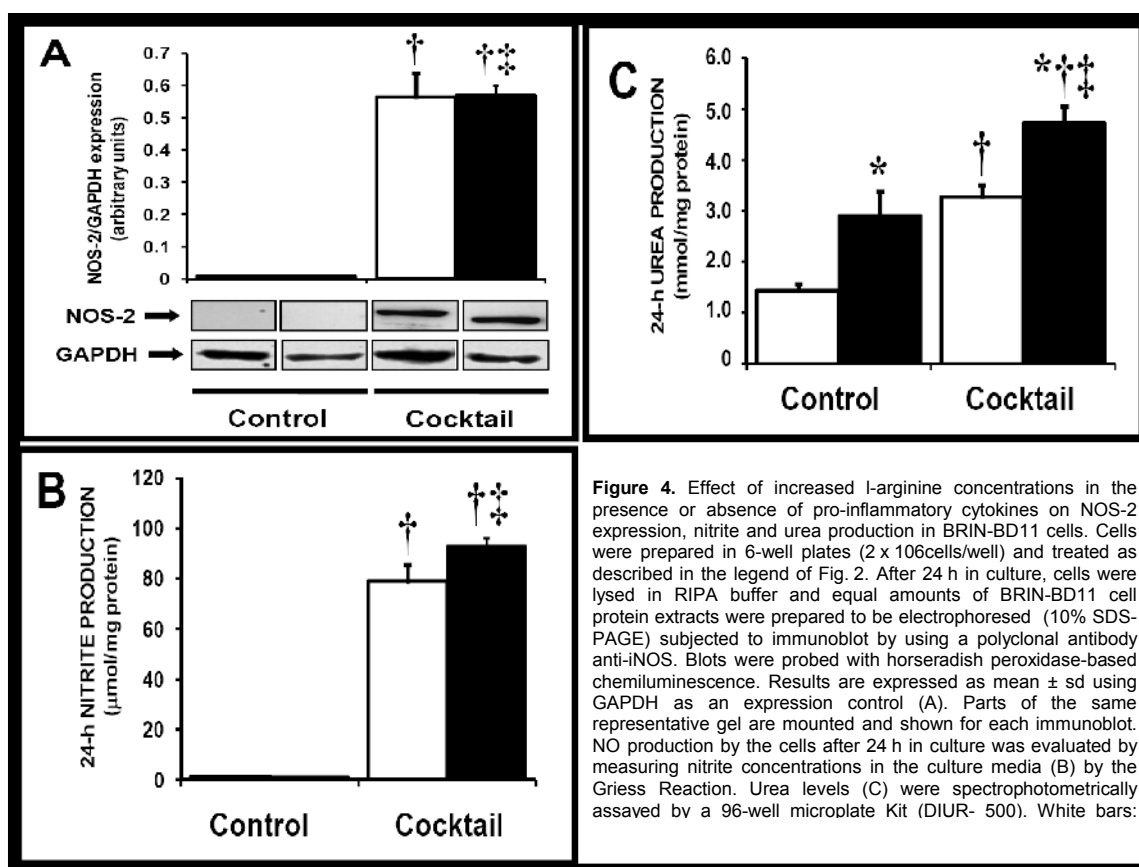 A
NOS-2/GAPDH expression
(arbitrary units)
0.7
0.6
0.5
0.4
0.3
0.2
0.1
0
†
†‡
NOS-2
GAPDH
Control
Cocktail
C
24-h UREA PRODUCTION
(mmol/mg protein)
6.0
5.0
4.0
3.0
2.0
1.0
0
*
†
*†‡
Control
Cocktail
B
24-h NITRITE PRODUCTION
(µmol/mg protein)
120
100
80
60
40
20
0
†
†‡
Control
Cocktail
Figure 4. Effect of increased l-arginine concentrations in the
presence or absence of pro-inflammatory cytokines on NOS-2
expression, nitrite and urea production in BRIN-BD11 cells. Cells
were prepared in 6-well plates (2 x 106cells/well) and treated as
described in the legend of Fig. 2. After 24 h in culture, cells were
lysed in RIPA buffer and equal amounts of BRIN-BD11 cell
protein extracts were prepared to be electrophoresed (10% SDS-
PAGE) subjected to immunoblot by using a polyclonal antibody
anti-iNOS. Blots were probed with horseradish peroxidase-based
chemiluminescence. Results are expressed as mean ± sd using
GAPDH as an expression control (A). Parts of the same
representative gel are mounted and shown for each immunoblot.
NO production by the cells after 24 h in culture was evaluated by
measuring nitrite concentrations in the culture media (B) by the
Griess Reaction. Urea levels (C) were spectrophotometrically
assayed by a 96-well microplate Kit (DIUR- 500). White bars: